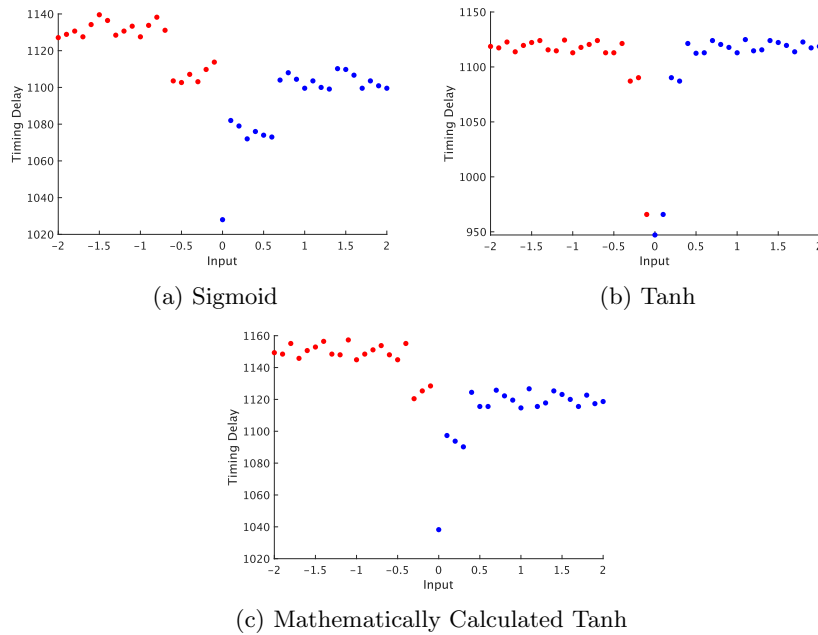 1140
1120
1100
1080
1060
1040
1020
Timing Delay
-2 -1.5 -1 -0.5 0 0.5 1 1.5 2
Input
(a) Sigmoid
1150
1100
1050
1000
950
Timing Delay
-2 -1.5 -1 -0.5 0 0.5 1 1.5 2
Input
(b) Tanh
1160
1140
1120
1100
1080
1060
1040
1020
Timing Delay
-2 -1.5 -1 -0.5 0 0.5 1 1.5 2
Input
(c) Mathematically Calculated Tanh